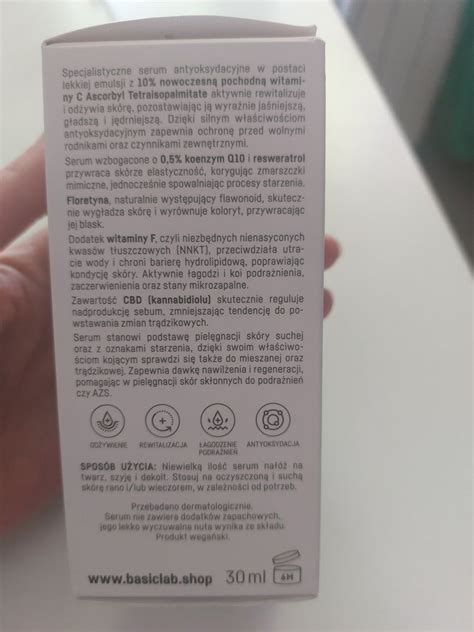 Specjalistyczne serum antyoksydacyjne w postaci
lekkiej emulsji z 10% nowoczesną pochodną witami-
ny C Ascorbyl Tetraisopalmitate aktywnie rewitalizuje
i odżywia skórę, pozostawiając ją wyraźnie jaśniejszą,
gładszą i jędrniejszą. Dzięki silnym właściwościom
antyoksydacyjnym zapewnia ochronę przed wolnymi
rodnikami oraz czynnikami zewnętrznymi.
Serum wzbogacone o 0,5% koenzym Q10 i resweratrol
przywraca skórze elastyczność, korygując zmarszczki
mimiczne, jednocześnie spowalniając procesy starzenia.
Floretyna, naturalnie występujący flawonoid, skutecz-
nie wygładza skórę i wyrównuje koloryt, przywracając
jej blask.
Dodatek witaminy F, czyli niezbędnych nienasyconych
kwasów tłuszczowych (NNKT), przeciwdziała utra-
cie wody i chroni barierę hydrolipidową, poprawiając
kondycję skóry. Aktywnie łagodzi i koi podrażnienia,
zaczerwienienia oraz stany mikrozapalne.
Zawartość CBD (kannabidiolu) skutecznie reguluje
nadprodukcję sebum, zmniejszając tendencję do po-
wstawania zmian trądzikowych.
Serum stanowi podstawę pielęgnacji skóry suchej
oraz z oznakami starzenia, dzięki swoim właściwo-
ściom kojącym sprawdzi się także do mieszanej oraz
trądzikowej. Zapewnia dawkę nawilżenia i regeneracji,
pomagając w pielęgnacji skór skłonnych do podrażnień
czy AZS.
ODŻYWIENIE REWITALIZACJA ŁAGODZENIE PODRAŻNIEŃ ANTYOKSYDACJA
SPOSÓB UŻYCIA: Niewielką ilość serum nałóż na
twarz, szyję i dekolt. Stosuj na oczyszczoną i suchą
skórę rano i/lub wieczorem, w zależności od potrzeb.
Przebadano dermatologicznie.
Serum nie zawiera dodatków zapachowych,
jego lekko wyczuwalna nuta wynika ze składu.
Produkt wegański.
www.basiclab.shop 30 ml 6M